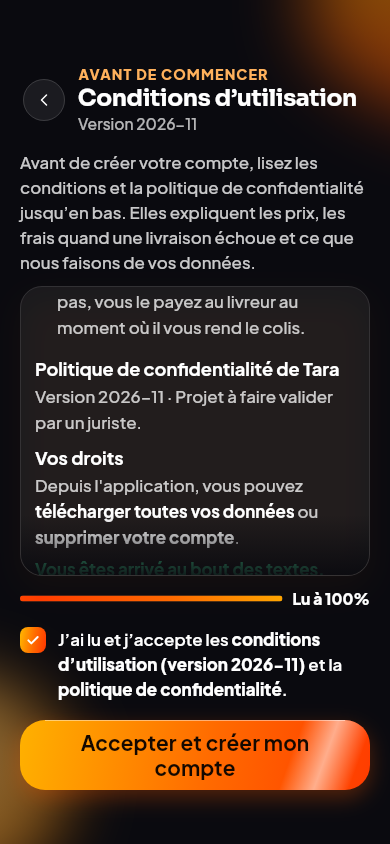 AVANT DE COMMENCER
Conditions d’utilisation
Version 2026-11
Avant de créer votre compte, lisez les
conditions et la politique de confidentialité
jusqu’en bas. Elles expliquent les prix, les
frais quand une livraison échoue et ce que
nous faisons de vos données.
pas, vous le payez au livreur au
moment où il vous rend le colis.
Politique de confidentialité de Tara
Version 2026-11 · Projet à faire valider
par un juriste.
Vos droits
Depuis l'application, vous pouvez
télécharger toutes vos données ou
supprimer votre compte.
Vous êtes arrivé au bout des textes.
Lu à 100%
J’ai lu et j’accepte les conditions
d’utilisation (version 2026-11) et la
politique de confidentialité.
Accepter et créer mon
compte